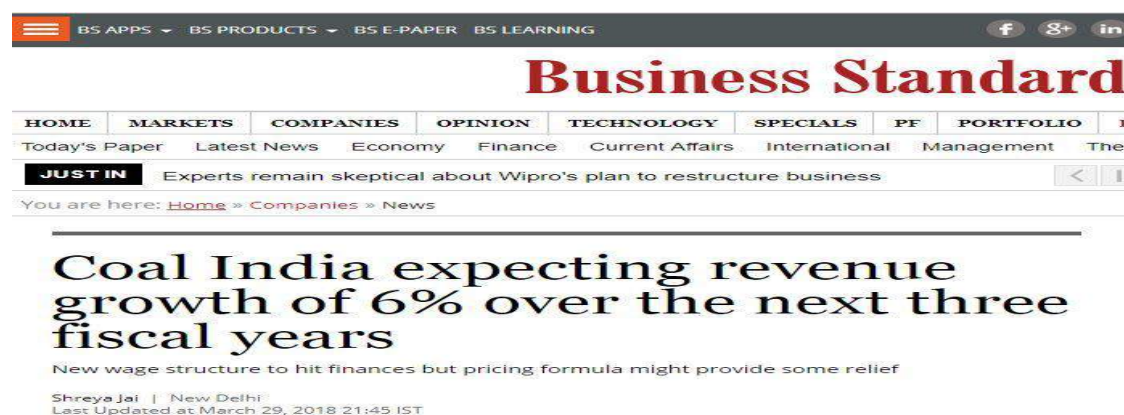 BS APPS BS PRODUCTS BS E-PAPER BS LEARNING f 8+ in
Business Standard
HOME MARKETS COMPANIES OPINION TECHNOLOGY SPECIALS PF PORTFOLIO
Today's Paper Latest News Economy Finance Current Affairs International Management The
JUST IN Experts remain skeptical about Wipro's plan to restructure business
You are here: Home » Companies » News
Coal India expecting revenue
growth of 6% over the next three
fiscal years
New wage structure to hit finances but pricing formula might provide some relief
Shreya Jai | New Delhi
Last Updated at March 29, 2018 21:45 IST